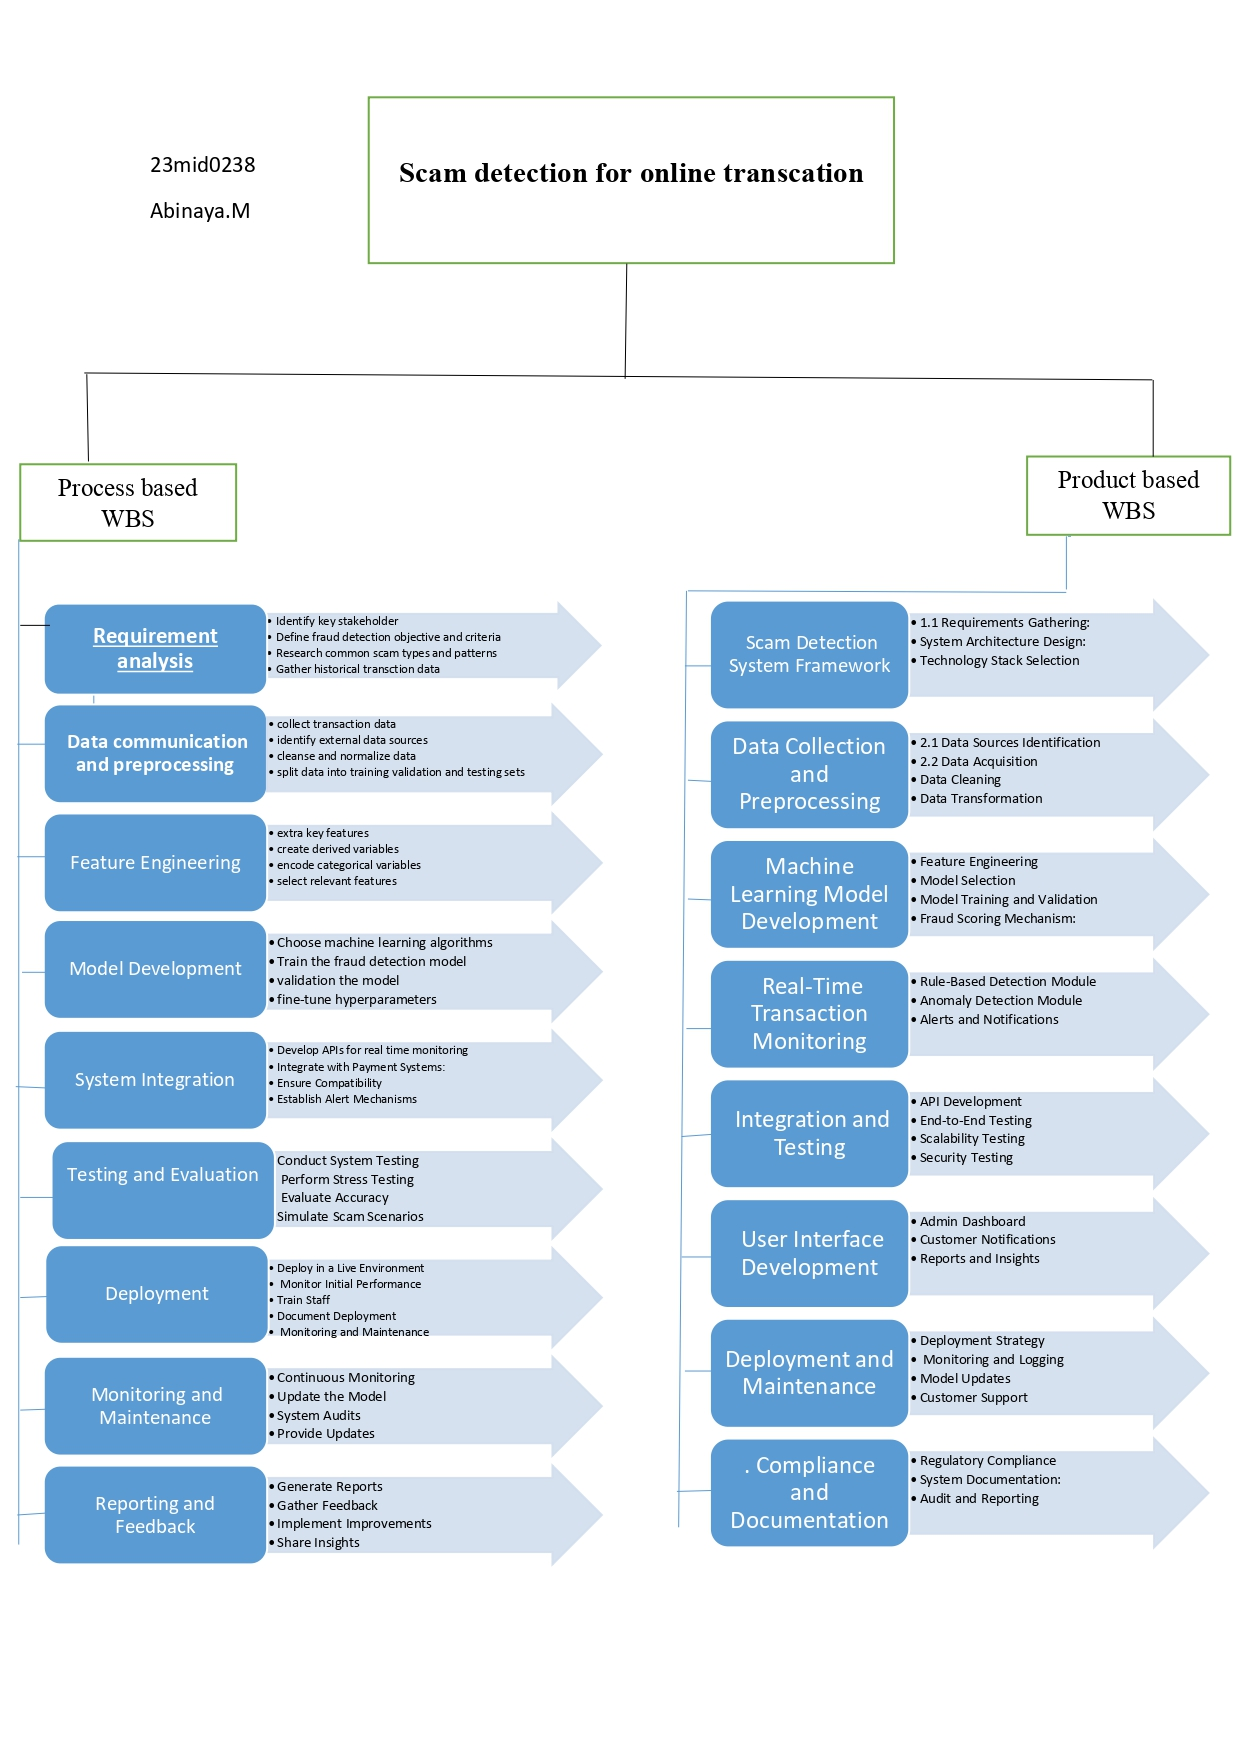 23mid0238
Abinaya.M
Scam detection for online transcation
Process based
WBS
Requirement
analysis
• Identify key stakeholder
• Define fraud detection objective and criteria
• Research common scam types and patterns
• Gather historical transction data
Data communication
and preprocessing
• collect transaction data
• identify external data sources
• cleanse and normalize data
• split data into training validation and testing sets
Feature Engineering
• extra key features
• create derived variables
• encode categorical variables
• select relevant features
Model Development
• Choose machine learning algorithms
• Train the fraud detection model
• validation the model
• fine-tune hyperparameters
System Integration
• Develop APIs for real time monitoring
• Integrate with Payment Systems:
• Ensure Compatibility
• Establish Alert Mechanisms
Testing and Evaluation
Conduct System Testing
Perform Stress Testing
Evaluate Accuracy
Simulate Scam Scenarios
Deployment
• Deploy in a Live Environment
• Monitor Initial Performance
• Train Staff
• Document Deployment
• Monitoring and Maintenance
Monitoring and
Maintenance
• Continuous Monitoring
• Update the Model
• System Audits
• Provide Updates
Reporting and
Feedback
• Generate Reports
• Gather Feedback
• Implement Improvements
• Share Insights
Product based
WBS
Scam Detection
System Framework
• 1.1 Requirements Gathering:
• System Architecture Design:
• Technology Stack Selection
Data Collection
and
Preprocessing
• 2.1 Data Sources Identification
• 2.2 Data Acquisition
• Data Cleaning
• Data Transformation
Machine
Learning Model
Development
• Feature Engineering
• Model Selection
• Model Training and Validation
• Fraud Scoring Mechanism:
Real-Time
Transaction
Monitoring
• Rule-Based Detection Module
• Anomaly Detection Module
• Alerts and Notifications
Integration and
Testing
• API Development
• End-to-End Testing
• Scalability Testing
• Security Testing
User Interface
Development
• Admin Dashboard
• Customer Notifications
• Reports and Insights
Deployment and
Maintenance
• Deployment Strategy
• Monitoring and Logging
• Model Updates
• Customer Support
. Compliance
and
Documentation
• Regulatory Compliance
• System Documentation:
• Audit and Reporting